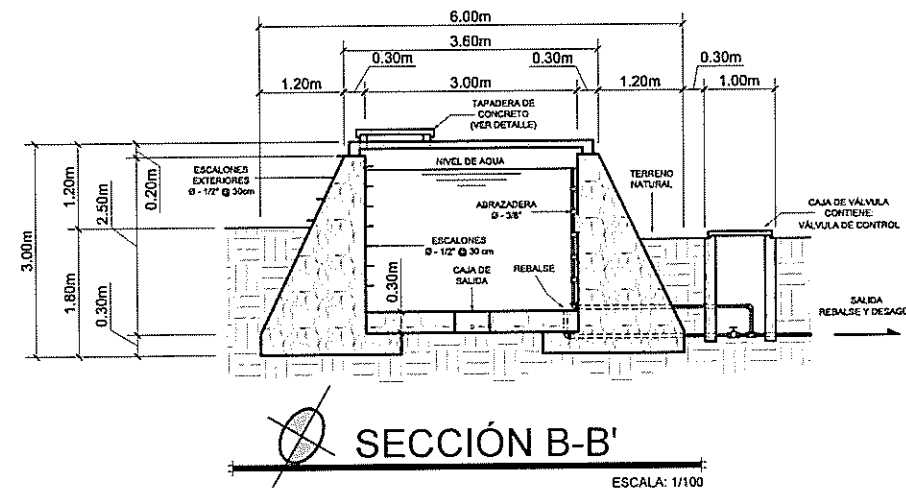 6.00m
3.60m
0.30m
0.30m
0.30m
1.20m
3.00m
1.20m
1.00m
TAPADERA DE
CONCRETO
(VER DETALLE)
NIVEL DE AGUA
ESCALONES
EXTERIORES
Ø - 1/2" @ 30cm
TERRENO
NATURAL
CAJA DE VÁLVULA
CONTIENE:
VÁLVULA DE CONTROL
ABRAZADERA
Ø - 3/8"
ESCALONES
Ø - 1/2" @ 30 cm
CAJA DE
SALIDA
REBALSE
0.30m
3.00m
1.20m
1.80m
2.50m
0.30m
0.20m
SALIDA
REBALSE Y DESAGÜ
SECCIÓN B-B'
ESCALA: 1/100